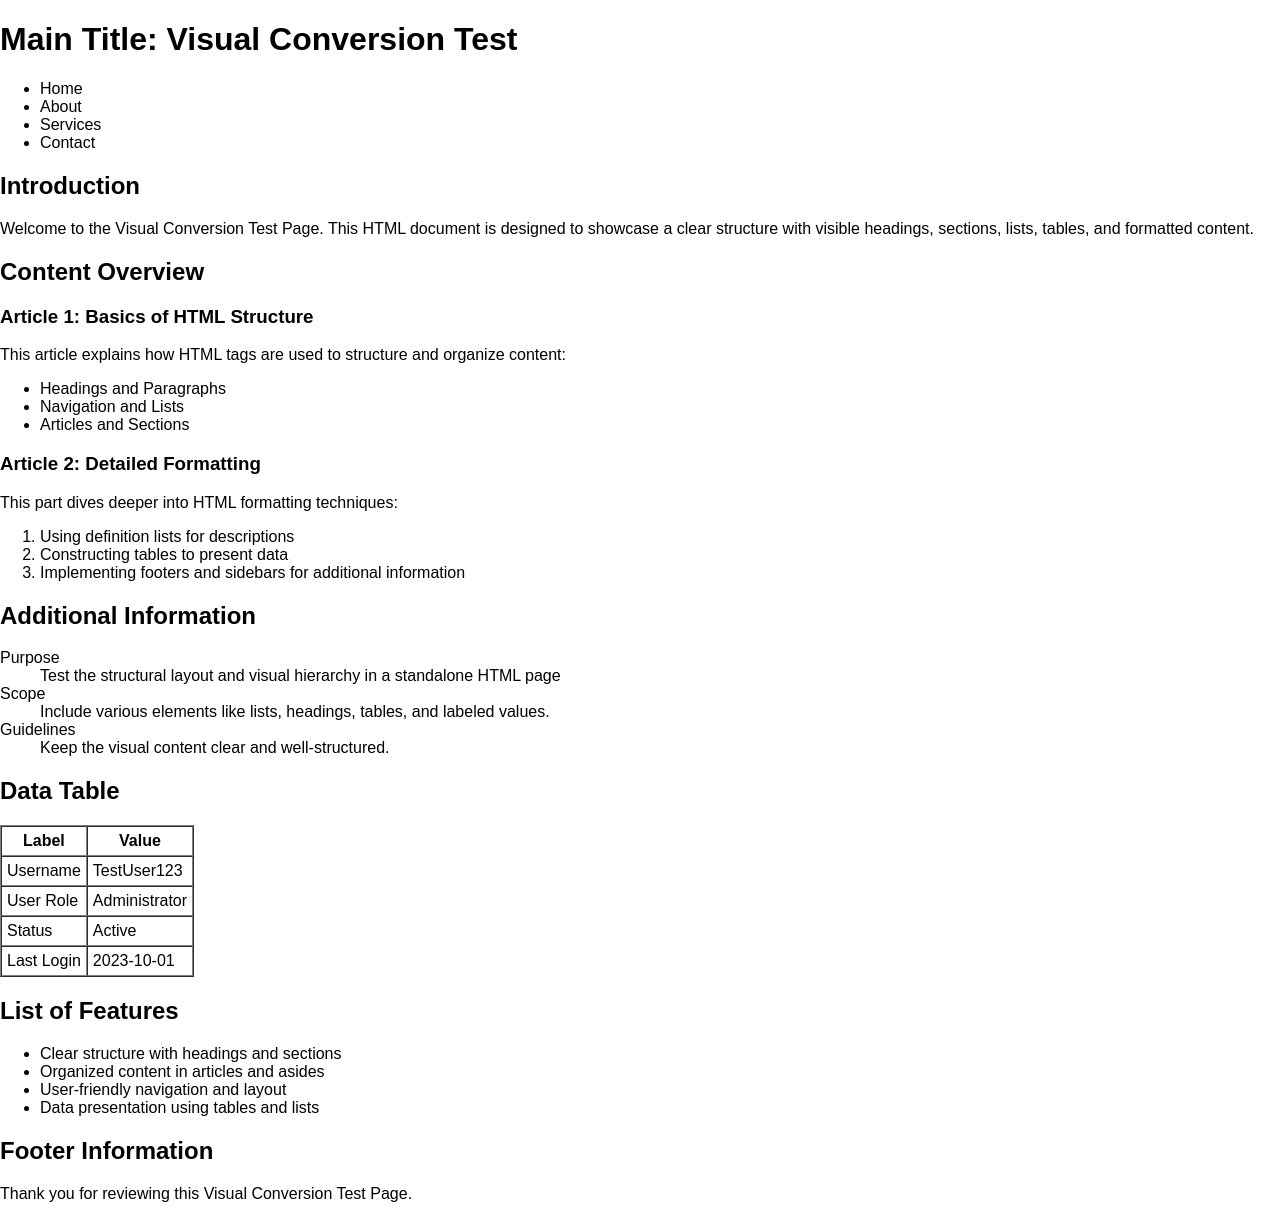 Main Title: Visual Conversion Test
Home
About
Services
Contact
Introduction
Welcome to the Visual Conversion Test Page. This HTML document is designed to showcase a clear structure with visible headings, sections, lists, tables, and formatted content.
Content Overview
Article 1: Basics of HTML Structure
This article explains how HTML tags are used to structure and organize content:
Headings and Paragraphs
Navigation and Lists
Articles and Sections
Article 2: Detailed Formatting
This part dives deeper into HTML formatting techniques:
1. Using definition lists for descriptions
2. Constructing tables to present data
3. Implementing footers and sidebars for additional information
Additional Information
Purpose
Test the structural layout and visual hierarchy in a standalone HTML page
Scope
Include various elements like lists, headings, tables, and labeled values.
Guidelines
Keep the visual content clear and well-structured.
Data Table
Label Value
Username TestUser123
User Role Administrator
Status Active
Last Login 2023-10-01
List of Features
Clear structure with headings and sections
Organized content in articles and asides
User-friendly navigation and layout
Data presentation using tables and lists
Footer Information
Thank you for reviewing this Visual Conversion Test Page.